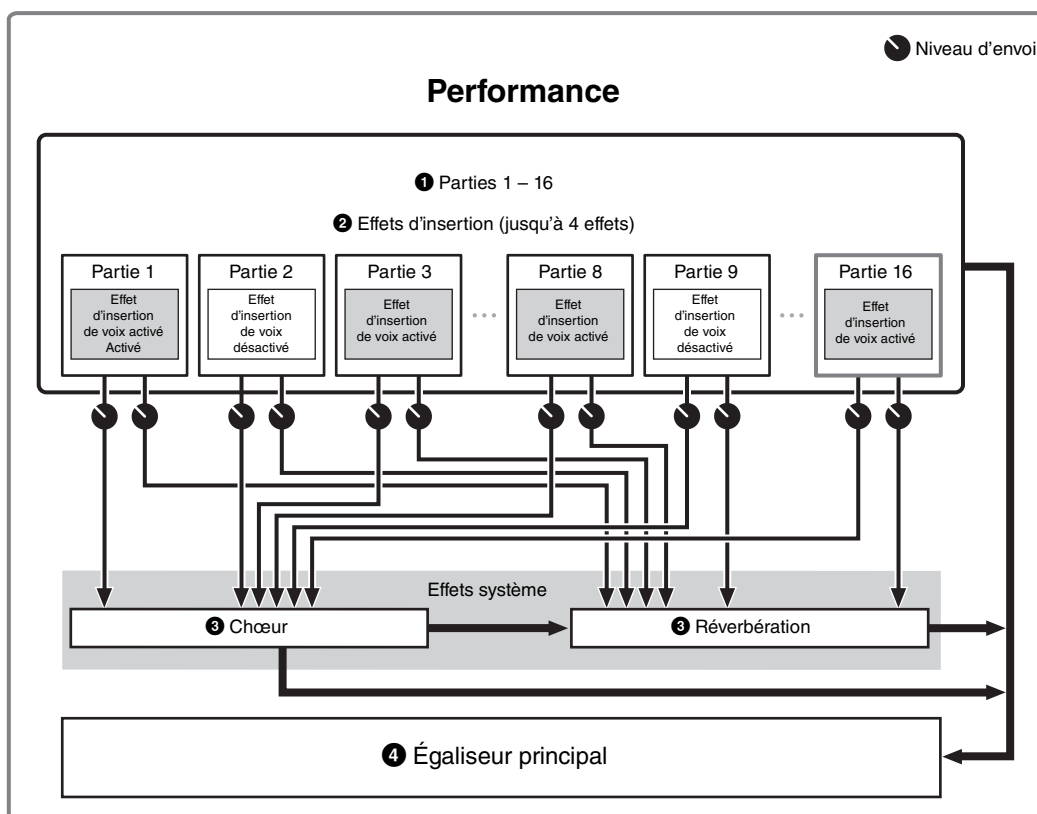 Niveau d'envoi
Performance
❶ Parties 1 – 16
❷ Effets d'insertion (jusqu'à 4 effets)
Partie 1
Effet
d'insertion
de voix activé
Activé
Partie 2
Effet
d'insertion
de voix
désactivé
Partie 3
Effet
d'insertion
de voix activé
Partie 8
Effet
d'insertion
de voix activé
Partie 9
Effet
d'insertion
de voix
désactivé
Partie 16
Effet
d'insertion
de voix activé
Effets système
❸ Chœur
❸ Réverbération
❹ Égaliseur principal